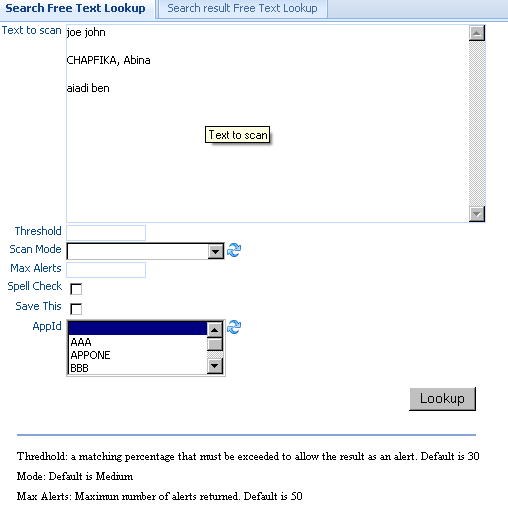 Search Free Text Lookup
Search result Free Text Lookup
Text to scan
joe john
CHAPFIKA, Abina
aiadi ben
Text to scan
Threshold
Scan Mode
Max Alerts
Spell Check
Save This
AppId
AAA
APPONE
BBB
Lookup
Thredhold: a matching percentage that must be exceeded to allow the result as an alert. Default is 30
Mode: Default is Medium
Max Alerts: Maximun number of alerts returned. Default is 50